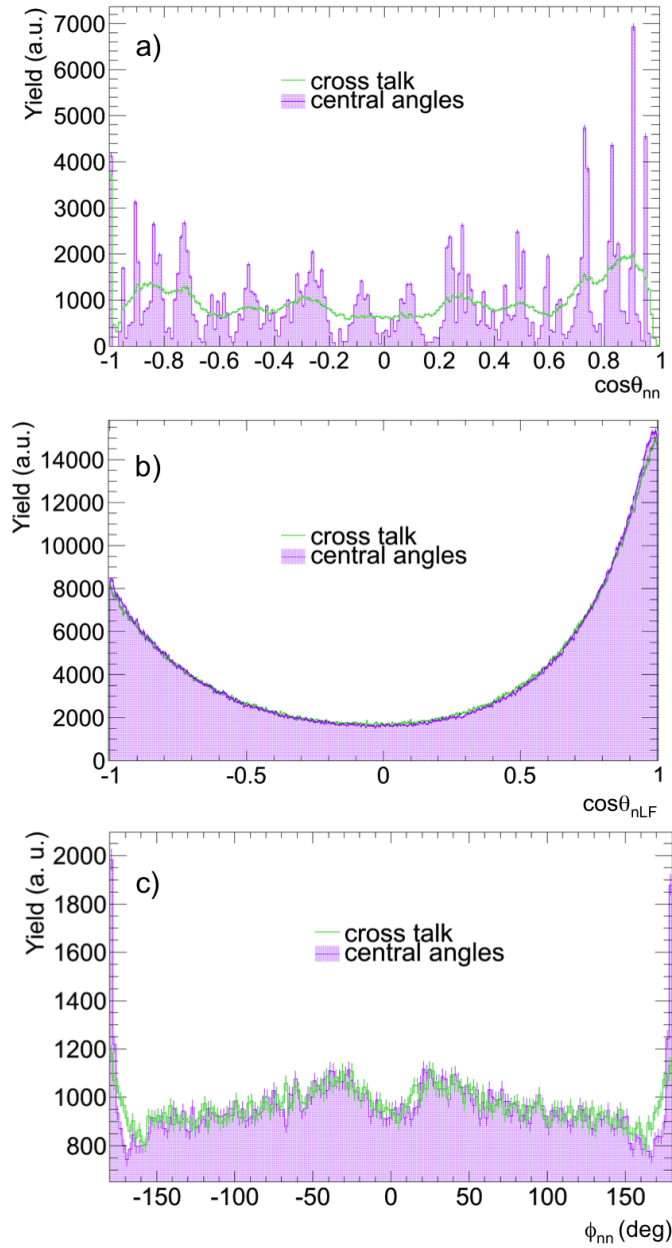 a)
Yield (a.u.)
cross talk
central angles
7000
6000
5000
4000
3000
2000
1000
0
-1 -0.8 -0.6 -0.4 -0.2 0 0.2 0.4 0.6 0.8 1
cosθnn
b)
Yield (a.u.)
cross talk
central angles
14000
12000
10000
8000
6000
4000
2000
0
-1 -0.5 0 0.5 1
cosθnLF
c)
Yield (a. u.)
cross talk
central angles
2000
1800
1600
1400
1200
1000
800
-150 -100 -50 0 50 100 150
ϕnn (deg)